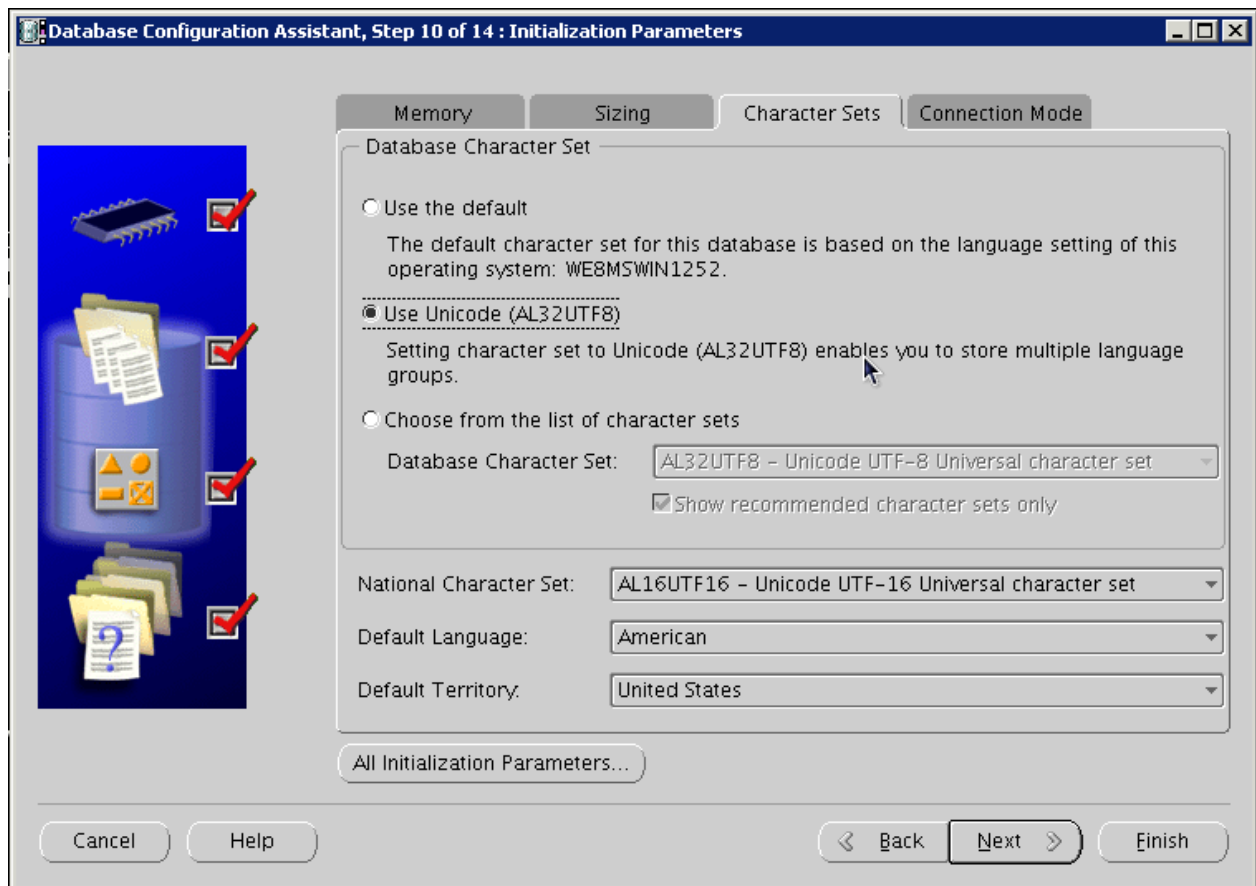 Database Configuration Assistant, Step 10 of 14 : Initialization Parameters
Memory
Sizing
Character Sets
Connection Mode
Database Character Set
Use the default
The default character set for this database is based on the language setting of this
operating system: WE8MSWIN1252.
Use Unicode (AL32UTF8)
Setting character set to Unicode (AL32UTF8) enables you to store multiple language
groups.
Choose from the list of character sets
Database Character Set:
AL32UTF8 – Unicode UTF–8 Universal character set
Show recommended character sets only
National Character Set:
AL16UTF16 – Unicode UTF–16 Universal character set
Default Language:
American
Default Territory:
United States
All Initialization Parameters...
Cancel
Help
Back
Next
Finish